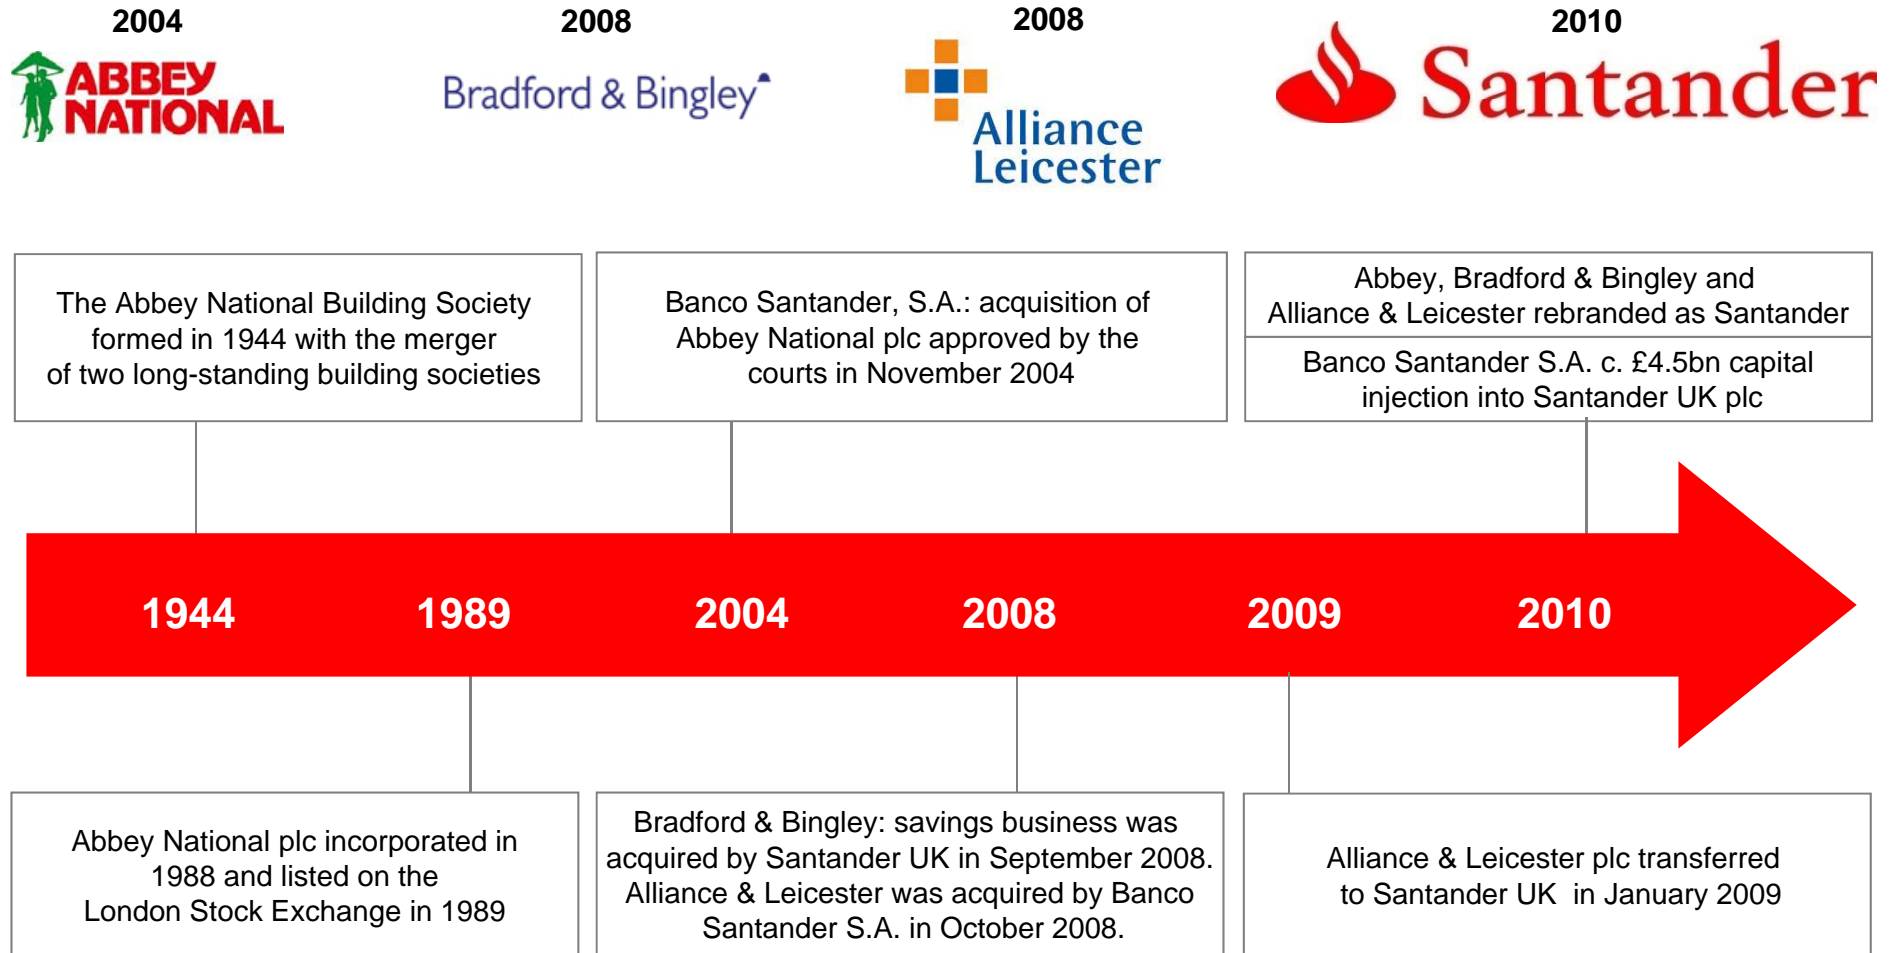 2004
2008
2008
2010
ABBEY
NATIONAL
Bradford & Bingley
Alliance
Leicester
Santander
The Abbey National Building Society
formed in 1944 with the merger
of two long-standing building societies
Banco Santander, S.A.: acquisition of
Abbey National plc approved by the
courts in November 2004
Abbey, Bradford & Bingley and
Alliance & Leicester rebranded as Santander
Banco Santander S.A. c. £4.5bn capital
injection into Santander UK plc
1944
1989
2004
2008
2009
2010
Abbey National plc incorporated in
1988 and listed on the
London Stock Exchange in 1989
Bradford & Bingley: savings business was
acquired by Santander UK in September 2008.
Alliance & Leicester was acquired by Banco
Santander S.A. in October 2008.
Alliance & Leicester plc transferred
to Santander UK  in January 2009